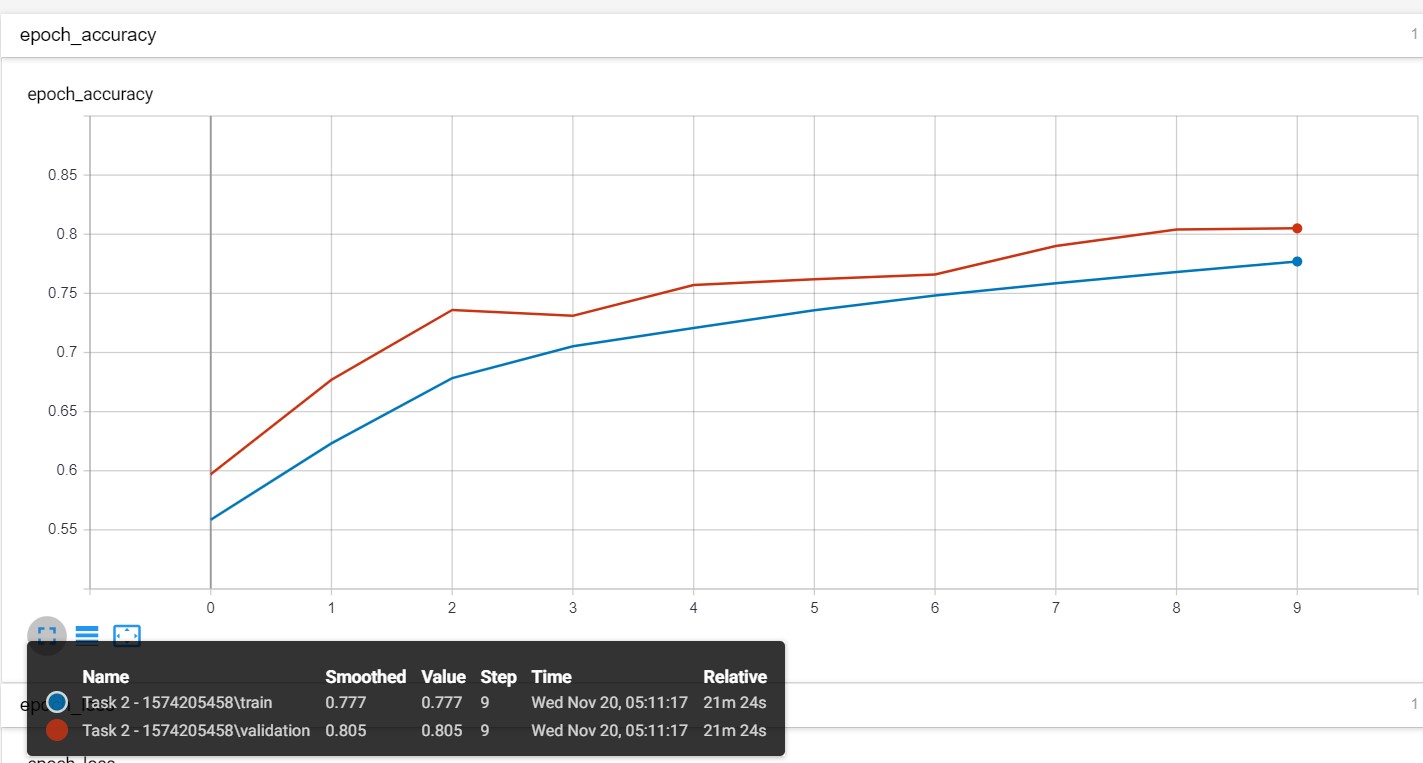 epoch_accuracy 1
epoch_accuracy
0.85
0.8
0.75
0.7
0.65
0.6
0.55
0 1 2 3 4 5 6 7 8 9
Name Smoothed Value Step Time Relative
Task 2 - 1574205458\train 0.777 0.777 9 Wed Nov 20, 05:11:17 21m 24s
Task 2 - 1574205458\validation 0.805 0.805 9 Wed Nov 20, 05:11:17 21m 24s
epoch_loss 1
epoch_loss